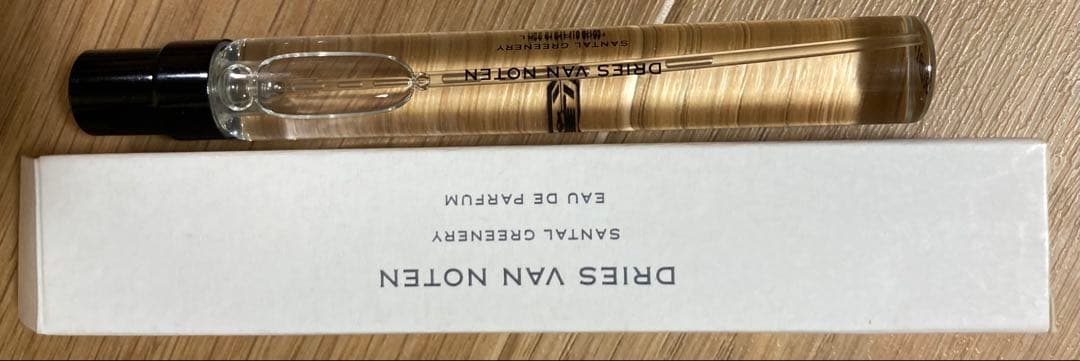 DRIES VAN NOTEN
SANTAL GREENERY
EAU DE PARFUM
DRIES VAN NOTEN
SANTAL GREENERY